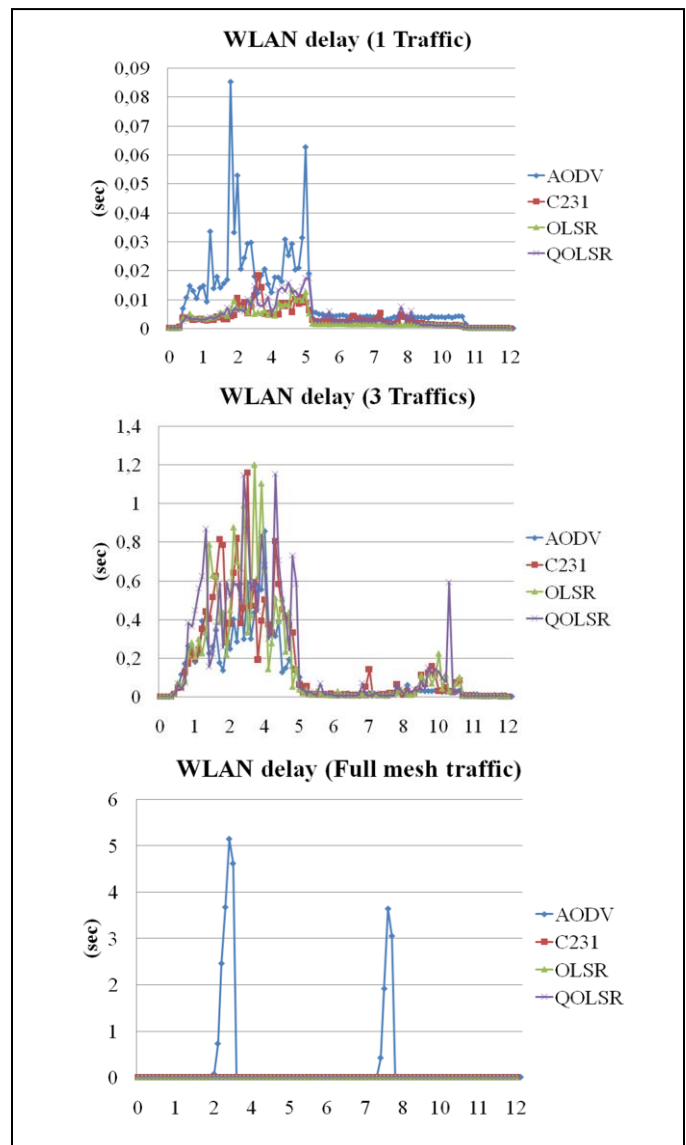 WLAN delay (1 Traffic)
0,09
0,08
0,07
0,06
0,05
0,04
0,03
0,02
0,01
0
(sec)
0 1 2 3 4 5 6 7 8 10 11 12
AODV
C231
OLSR
QOLSR
WLAN delay (3 Traffics)
1,4
1,2
1
0,8
0,6
0,4
0,2
0
(sec)
0 1 2 3 4 5 6 7 8 10 11 12
AODV
C231
OLSR
QOLSR
WLAN delay (Full mesh traffic)
6
5
4
3
2
1
0
(sec)
0 1 2 4 5 6 7 8 10 11 12
AODV
C231
OLSR
QOLSR